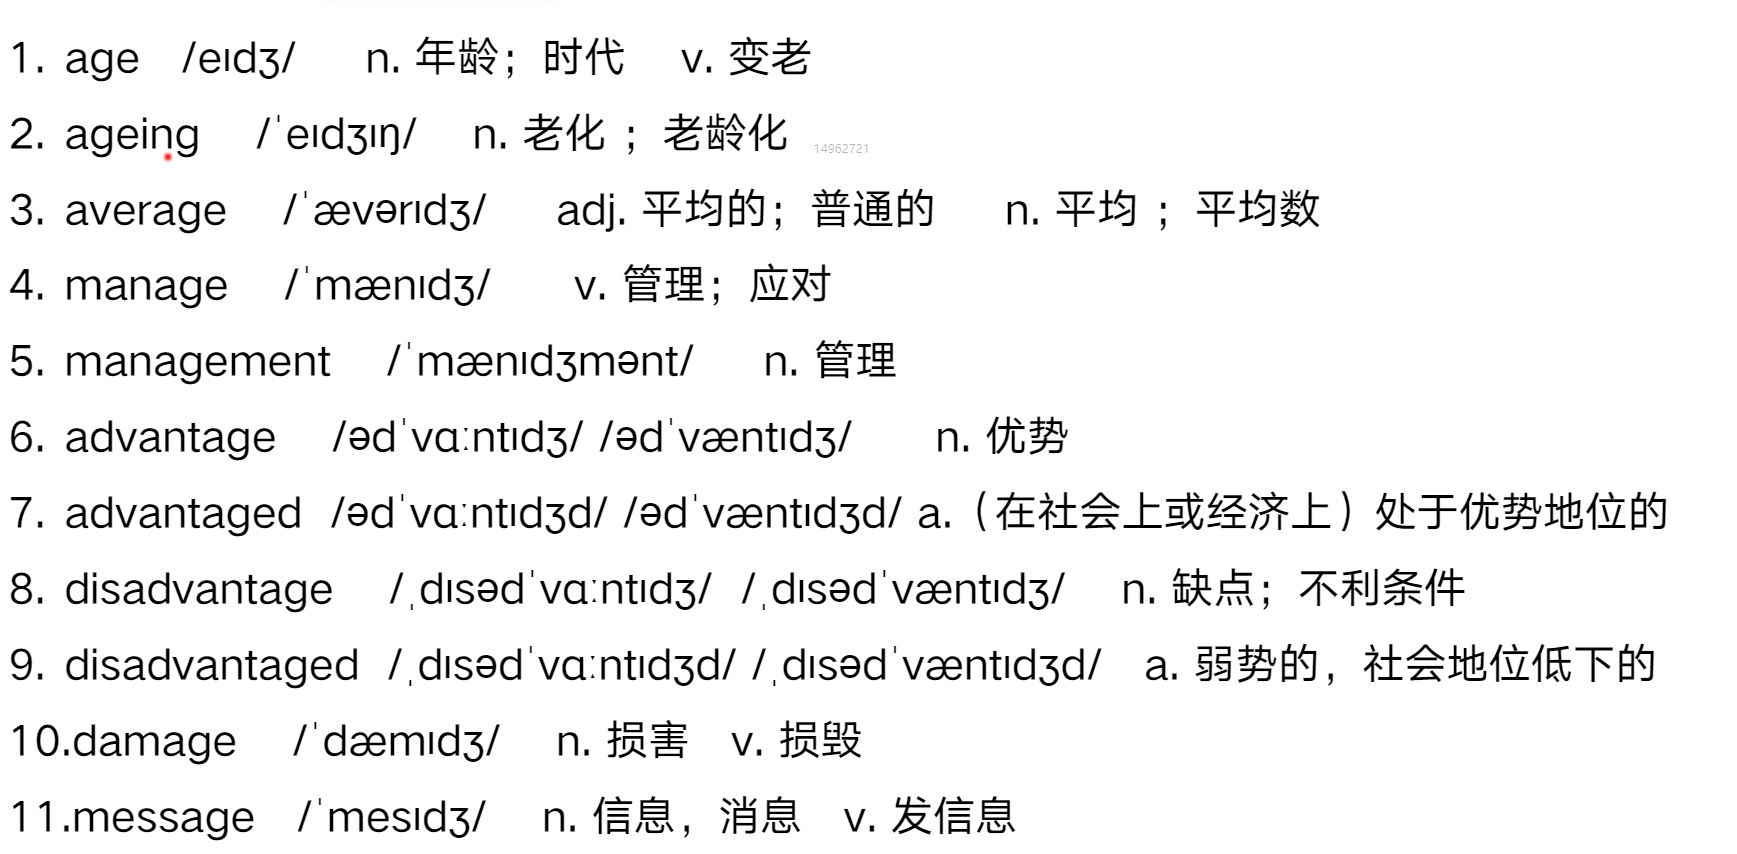 1. age /eɪdʒ/ n. 年龄；时代 v. 变老
2. ageing /ˈeɪdʒɪŋ/ n. 老化 ；老龄化 14962721
3. average /ˈævərɪdʒ/ adj. 平均的；普通的 n. 平均 ；平均数
4. manage /ˈmænɪdʒ/ v. 管理；应对
5. management /ˈmænɪdʒmənt/ n. 管理
6. advantage /ədˈvɑːntɪdʒ/ /ədˈvæntɪdʒ/ n. 优势
7. advantaged /ədˈvɑːntɪdʒd/ /ədˈvæntɪdʒd/ a.（在社会上或经济上）处于优势地位的
8. disadvantage /ˌdɪsədˈvɑːntɪdʒ/ /ˌdɪsədˈvæntɪdʒ/ n. 缺点；不利条件
9. disadvantaged /ˌdɪsədˈvɑːntɪdʒd/ /ˌdɪsədˈvæntɪdʒd/ a. 弱势的，社会地位低下的
10.damage /ˈdæmɪdʒ/ n. 损害 v. 损毁
11.message /ˈmesɪdʒ/ n. 信息，消息 v. 发信息